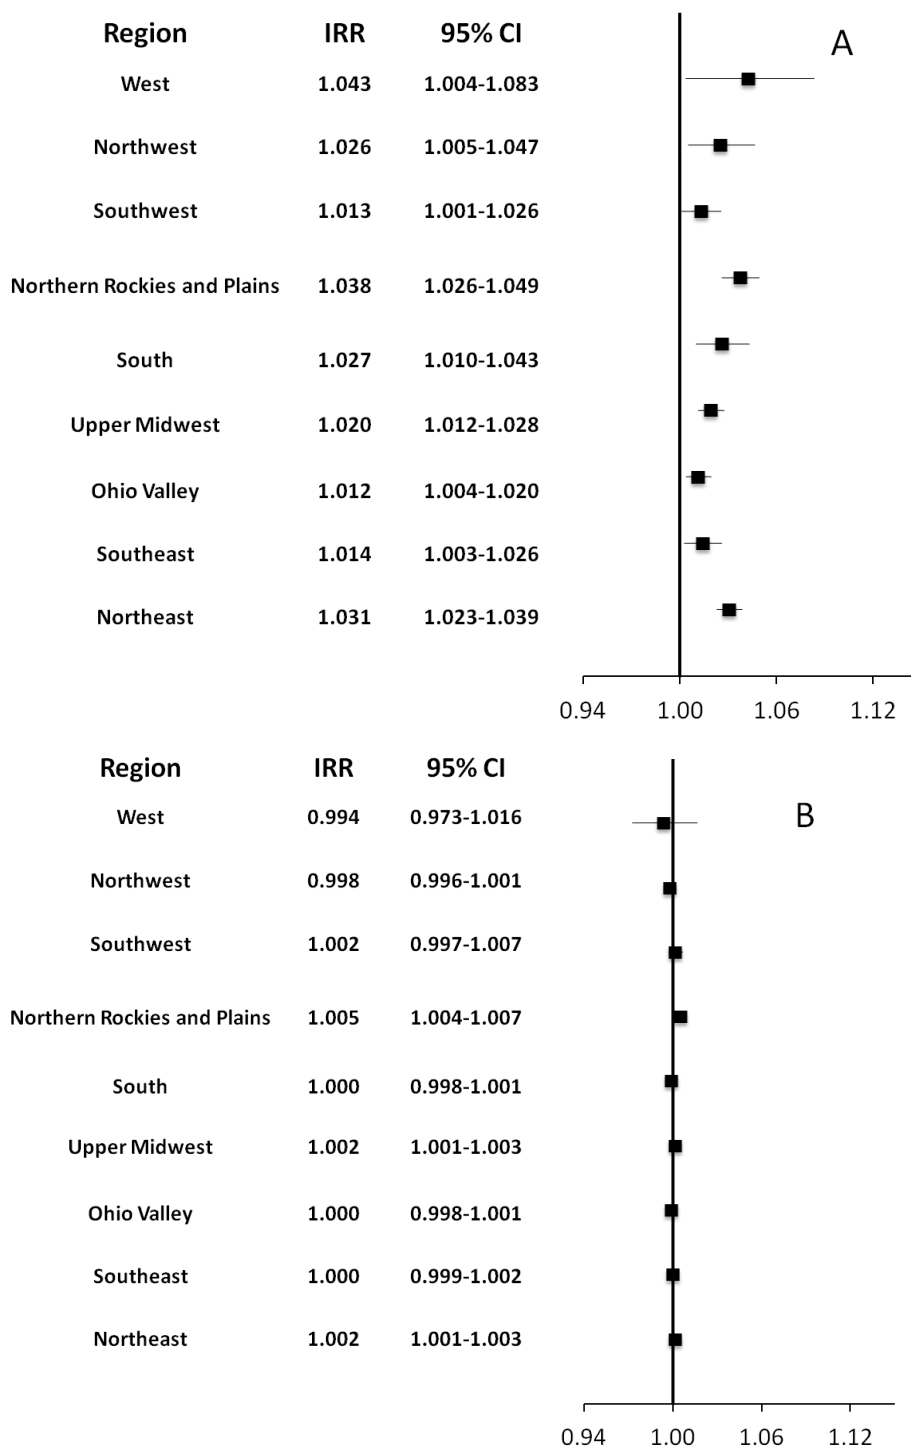 Region IRR 95% CI A
West 1.043 1.004-1.083
Northwest 1.026 1.005-1.047
Southwest 1.013 1.001-1.026
Northern Rockies and Plains 1.038 1.026-1.049
South 1.027 1.010-1.043
Upper Midwest 1.020 1.012-1.028
Ohio Valley 1.012 1.004-1.020
Southeast 1.014 1.003-1.026
Northeast 1.031 1.023-1.039
0.94 1.00 1.06 1.12
Region IRR 95% CI B
West 0.994 0.973-1.016
Northwest 0.998 0.996-1.001
Southwest 1.002 0.997-1.007
Northern Rockies and Plains 1.005 1.004-1.007
South 1.000 0.998-1.001
Upper Midwest 1.002 1.001-1.003
Ohio Valley 1.000 0.998-1.001
Southeast 1.000 0.999-1.002
Northeast 1.002 1.001-1.003
0.94 1.00 1.06 1.12